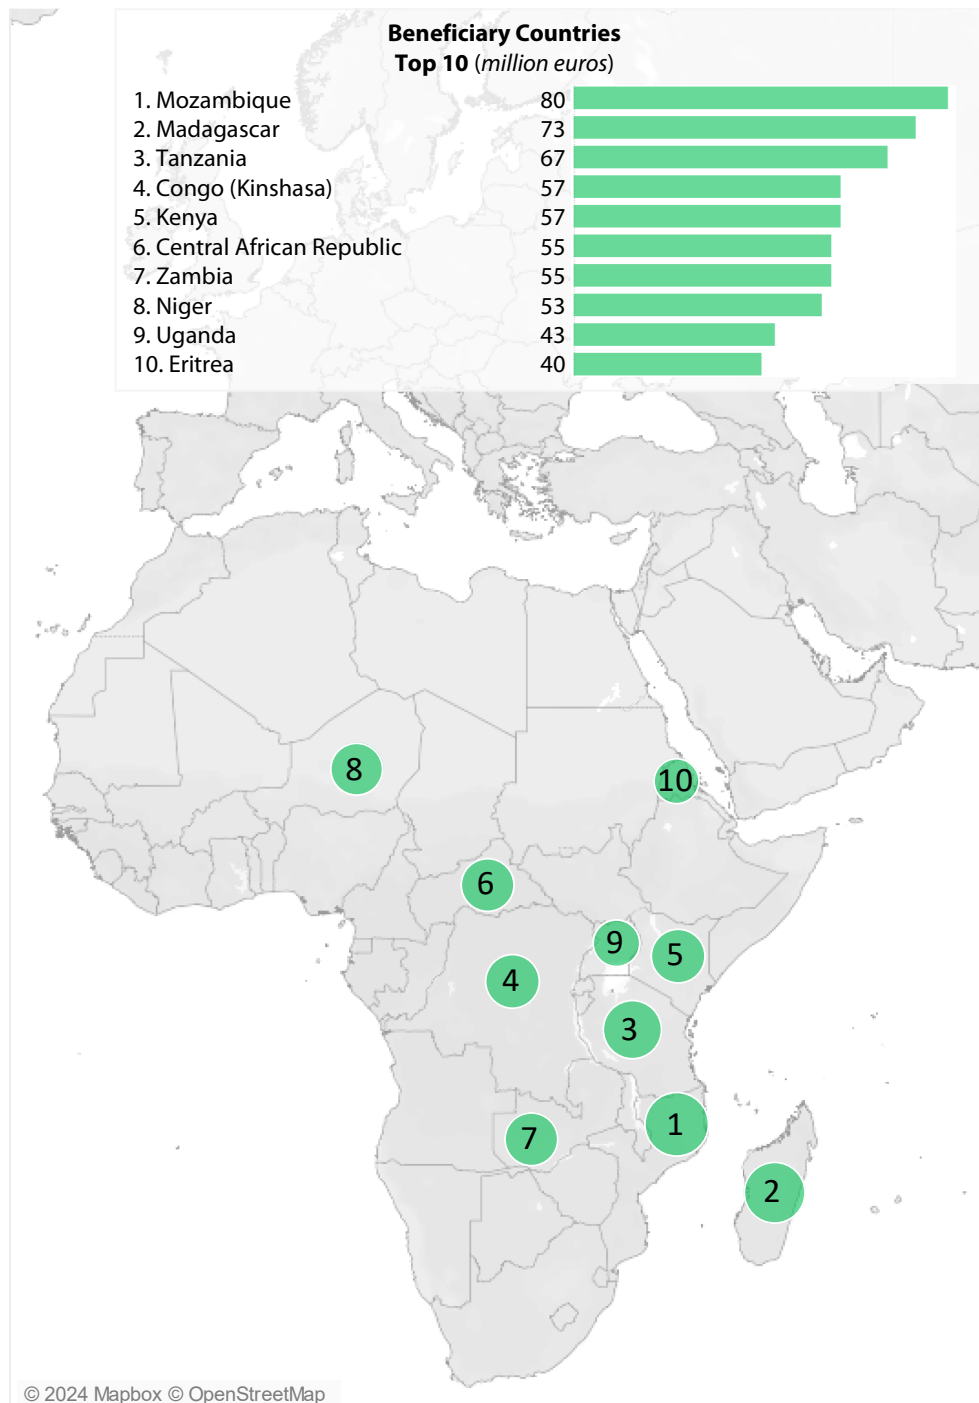 Beneficiary Countries
Top 10 (million euros)
1. Mozambique 80
2. Madagascar 73
3. Tanzania 67
4. Congo (Kinshasa) 57
5. Kenya 57
6. Central African Republic 55
7. Zambia 55
8. Niger 53
9. Uganda 43
10. Eritrea 40
8
10
6
9
5
4
3
1
7
2
© 2024 Mapbox © OpenStreetMap